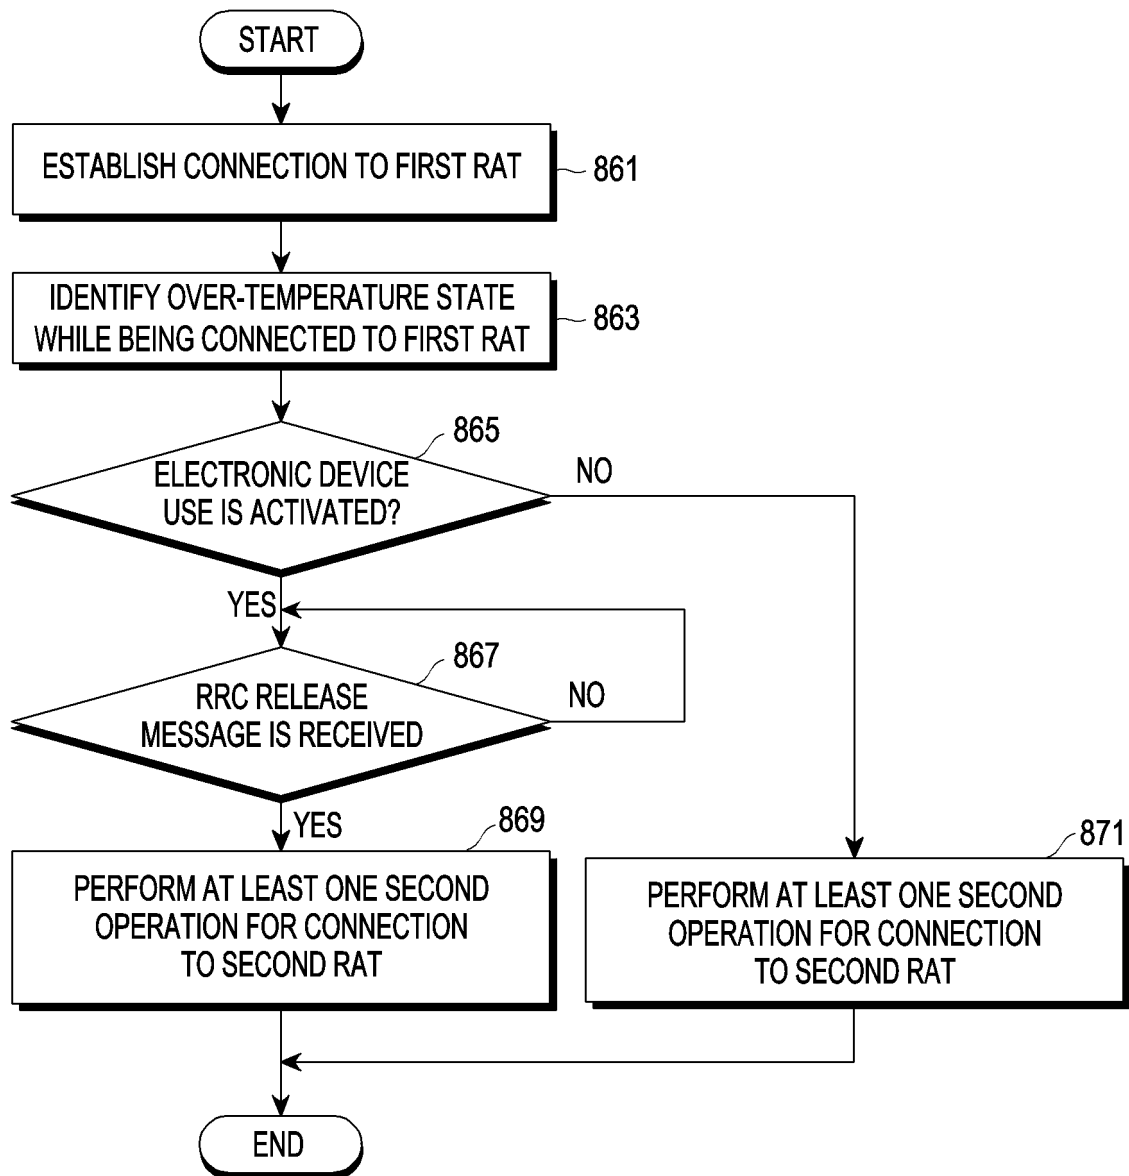 START
ESTABLISH CONNECTION TO FIRST RAT
861
IDENTIFY OVER-TEMPERATURE STATE
WHILE BEING CONNECTED TO FIRST RAT
863
865
ELECTRONIC DEVICE
USE IS ACTIVATED?
NO
YES
867
RRC RELEASE
MESSAGE IS RECEIVED
NO
YES
869
PERFORM AT LEAST ONE SECOND
OPERATION FOR CONNECTION
TO SECOND RAT
871
PERFORM AT LEAST ONE SECOND
OPERATION FOR CONNECTION
TO SECOND RAT
END